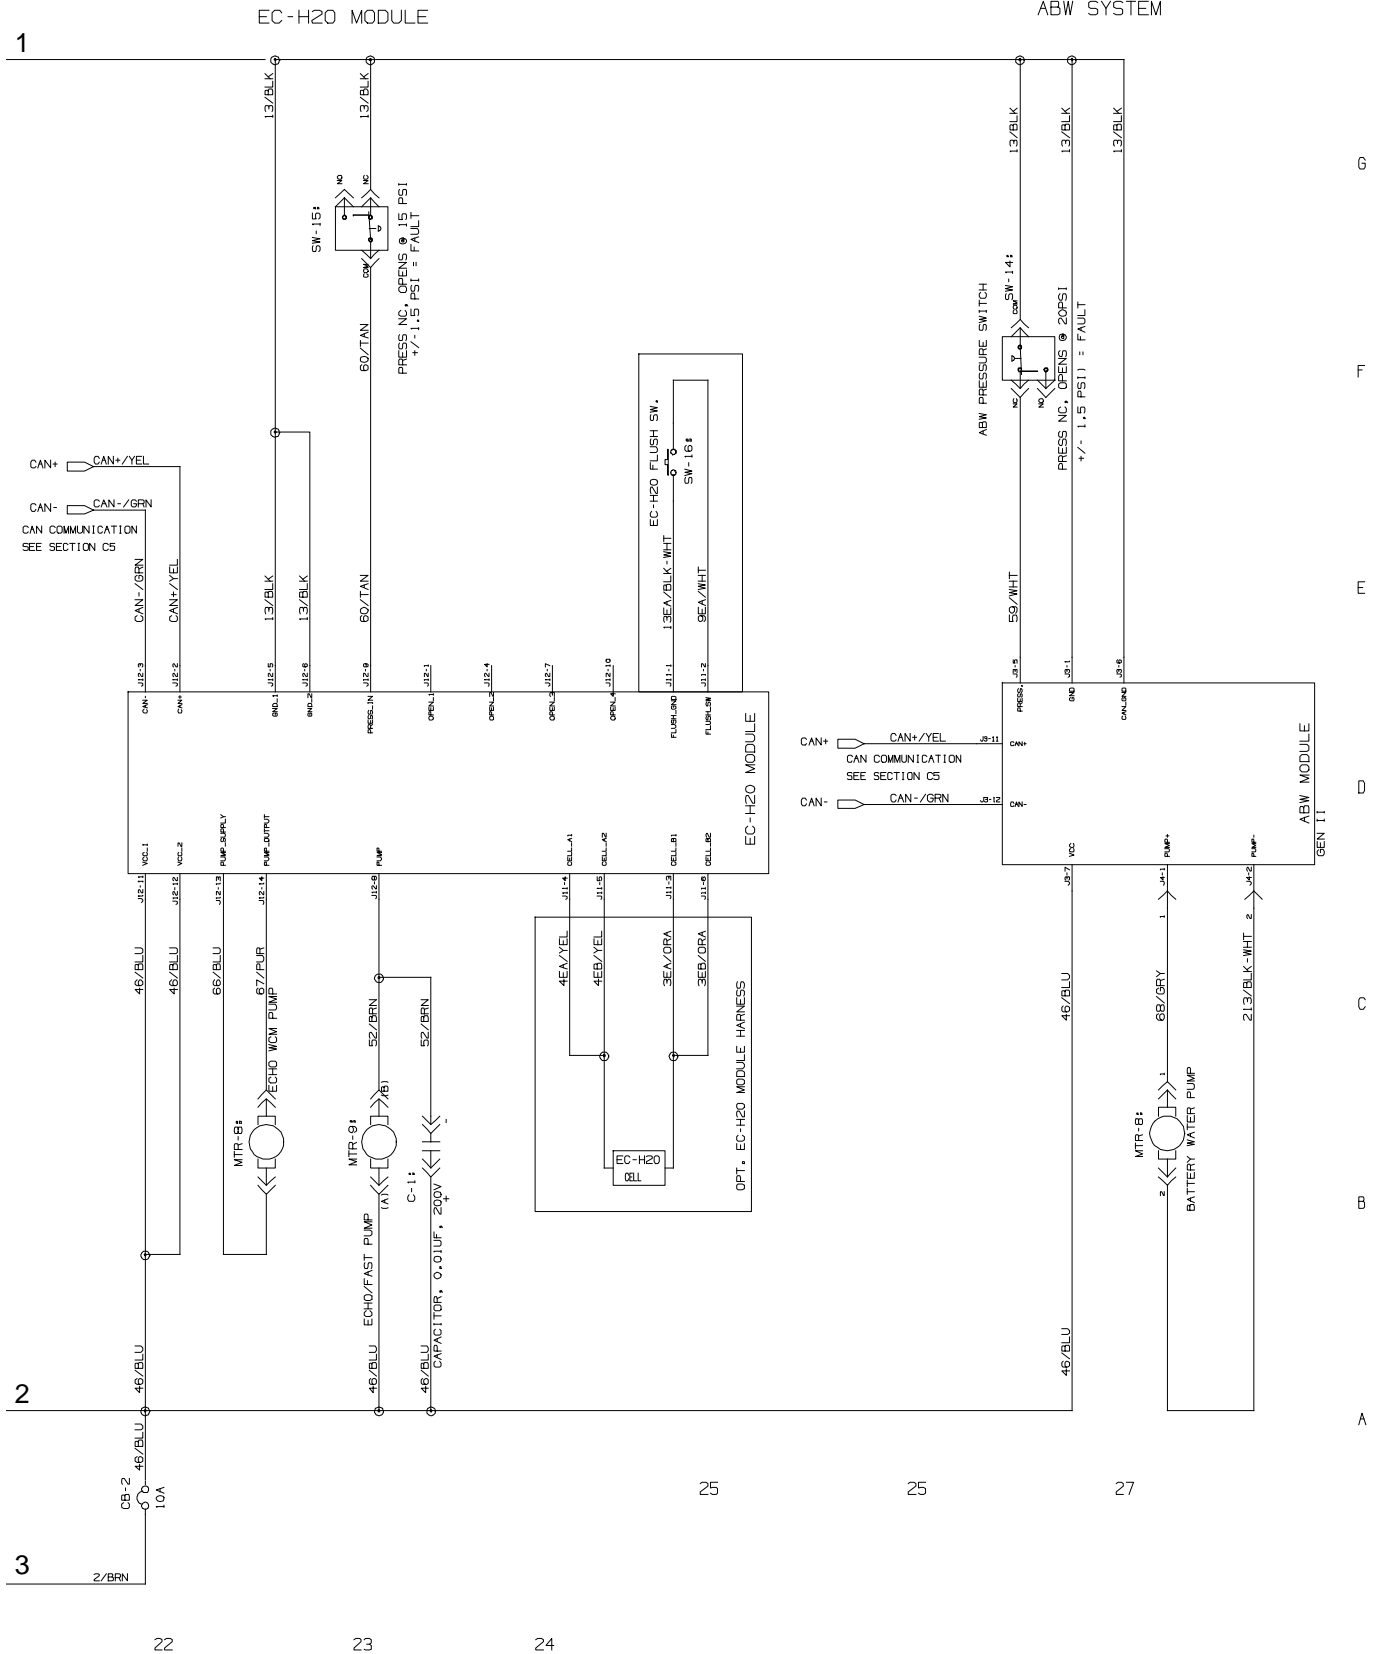 EC-H2O MODULE
ABW SYSTEM
1
13/BLK
13/BLK
13/BLK
13/BLK
13/BLK
G
NO
NC
SW-15:
COM
PRESS NC, OPENS @ 15 PSI
+/-1.5 PSI = FAULT
60/TAN
ABW PRESSURE SWITCH
SW-14:
COM
NC
NO
PRESS NC, OPENS @ 20PSI
+/- 1.5 PSI) = FAULT
F
EC-H2O FLUSH SW.
SW-16:
CAN+
CAN+/YEL
CAN-
CAN-/GRN
CAN COMMUNICATION
SEE SECTION C5
CAN-/GRN
CAN+/YEL
13/BLK
13/BLK
60/TAN
13EA/BLK-WHT
9EA/WHT
59/WHT
E
J12-3
J12-2
J12-5
J12-6
J12-9
J12-1
J12-4
J12-7
J12-10
J11-1
J11-2
J3-5
J3-1
J3-6
CAN-
CAN+
GND_1
GND_2
PRESS_IN
OPEN_1
OPEN_2
OPEN_3
OPEN_4
FLUSH_GND
FLUSH_SW
PRESS.
GND
CAN_GND
EC-H2O MODULE
CAN+
CAN+/YEL
J3-11
CAN+
CAN COMMUNICATION
SEE SECTION C5
CAN-
CAN-/GRN
J3-12
CAN-
ABW MODULE
GEN II
D
VCC_1
VCC_2
PUMP_SUPPLY
PUMP_OUTPUT
PUMP
CELL_A1
CELL_A2
CELL_B1
CELL_B2
VCC
PUMP+
PUMP-
J12-11
J12-12
J12-13
J12-14
J12-8
J11-4
J11-5
J11-3
J11-6
J3-7
J4-1
J4-2
1
2
46/BLU
46/BLU
66/BLU
67/PUR
4EA/YEL
4EB/YEL
3EA/ORA
3EB/ORA
46/BLU
68/GRY
213/BLK-WHT
C
ECHO WCM PUMP
52/BRN
52/BRN
OPT. EC-H2O MODULE HARNESS
MTR-8:
MTR-9:
(B)
(A)
C-1:
-
+
EC-H2O
CELL
MTR-8:
1
2
BATTERY WATER PUMP
B
ECHO/FAST PUMP
CAPACITOR, 0.01UF, 200V
46/BLU
46/BLU
46/BLU
46/BLU
2
A
46/BLU
CB-2
10A
25
25
27
3
2/BRN
22
23
24